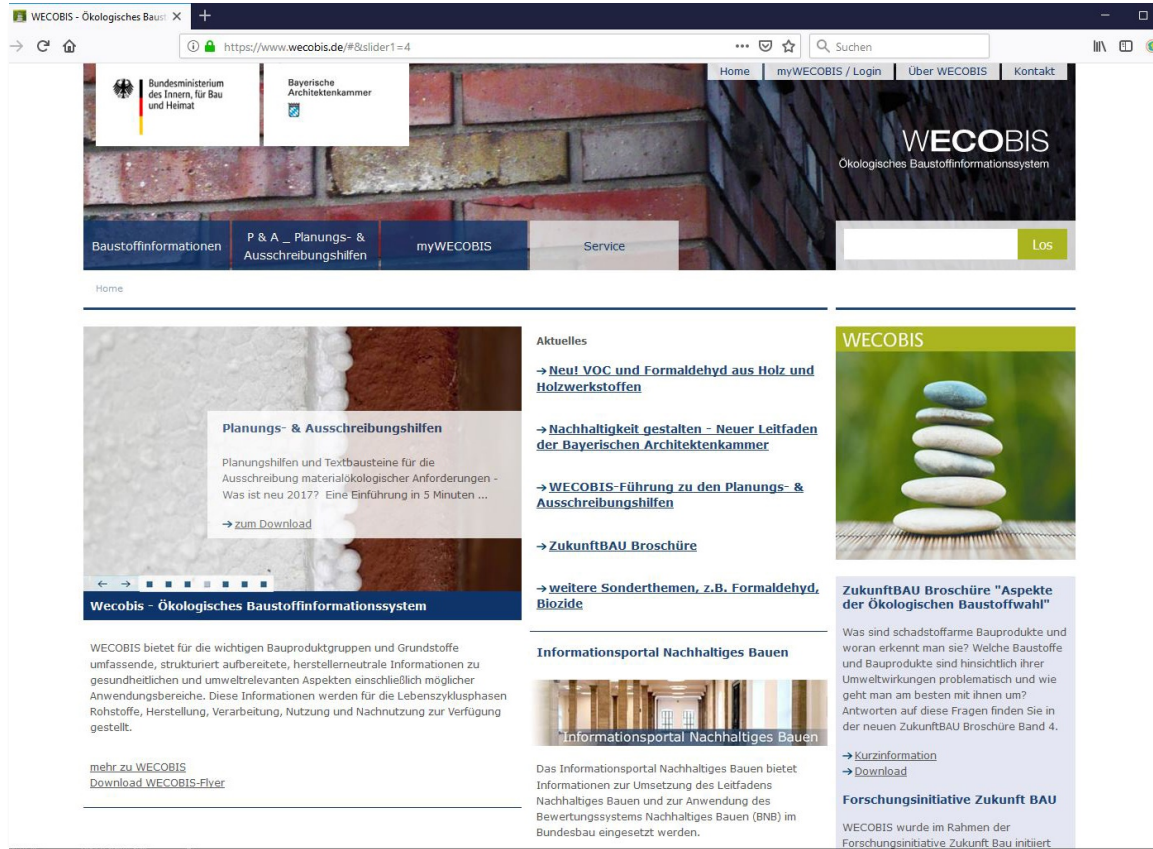 WECOBIS - Ökologisches Baust
https://www.wecobis.de/#&slider1=4
Suchen
Bundesministerium
des Innern, für Bau
und Heimat
Bayerische
Architektenkammer
Home
myWECOBIS / Login
Über WECOBIS
Kontakt
WECOBIS
Ökologisches Baustoffinformationssystem
Baustoffinformationen
P & A _ Planungs- &
Ausschreibungshilfen
myWECOBIS
Service
Los
Home
Planungs- & Ausschreibungshilfen
Planungshilfen und Textbausteine für die
Ausschreibung materialökologischer Anforderungen -
Was ist neu 2017? Eine Einführung in 5 Minuten ...
→ zum Download
← →
Wecobis - Ökologisches Baustoffinformationssystem
WECOBIS bietet für die wichtigen Bauproduktgruppen und Grundstoffe
umfassende, strukturiert aufbereitete, herstellerneutrale Informationen zu
gesundheitlichen und umweltrelevanten Aspekten einschließlich möglicher
Anwendungsbereiche. Diese Informationen werden für die Lebenszyklusphasen
Rohstoffe, Herstellung, Verarbeitung, Nutzung und Nachnutzung zur Verfügung
gestellt.
mehr zu WECOBIS
Download WECOBIS-Flyer
Aktuelles
→ Neu! VOC und Formaldehyd aus Holz und
Holzwerkstoffen
→ Nachhaltigkeit gestalten - Neuer Leitfaden
der Bayerischen Architektenkammer
→ WECOBIS-Führung zu den Planungs- &
Ausschreibungshilfen
→ ZukunftBAU Broschüre
→ weitere Sonderthemen, z.B. Formaldehyd,
Biozide
Informationsportal Nachhaltiges Bauen
Informationsportal Nachhaltiges Bauen
Das Informationsportal Nachhaltiges Bauen bietet
Informationen zur Umsetzung des Leitfadens
Nachhaltiges Bauen und zur Anwendung des
Bewertungssystems Nachhaltiges Bauen (BNB) im
Bundesbau eingesetzt werden.
WECOBIS
ZukunftBAU Broschüre "Aspekte
der Ökologischen Baustoffwahl"
Was sind schadstoffarme Bauprodukte und
woran erkennt man sie? Welche Baustoffe
und Bauprodukte sind hinsichtlich ihrer
Umweltwirkungen problematisch und wie
geht man am besten mit ihnen um?
Antworten auf diese Fragen finden Sie in
der neuen ZukunftBAU Broschüre Band 4.
→ Kurzinformation
→ Download
Forschungsinitiative Zukunft BAU
WECOBIS wurde im Rahmen der
Forschungsinitiative Zukunft Bau initiiert